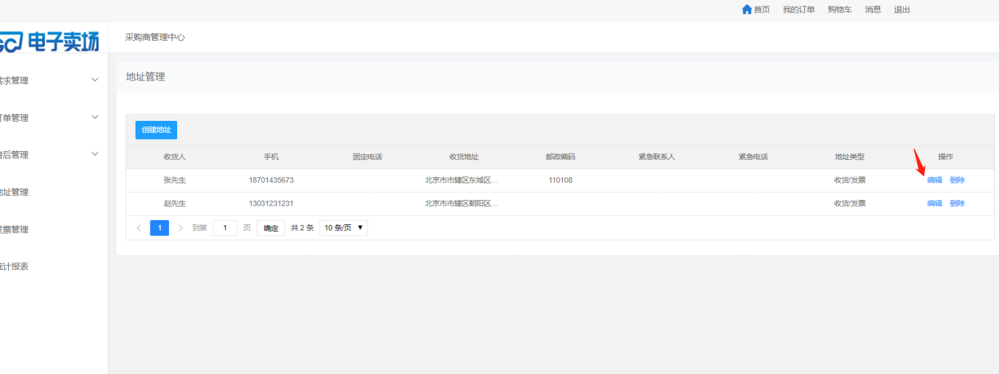 首页 我的订单 购物车 消息 退出
电子卖场
采购商管理中心
求管理
地址管理
单管理
创建地址
收货人 手机 固定电话 收货地址 邮政编码 紧急联系人 紧急电话 地址类型 操作
后管理
张先生 18701435673 北京市市辖区东城区... 110108 收货/发票 编辑 删除
址管理
赵先生 13031231231 北京市市辖区朝阳区... 收货/发票 编辑 删除
票管理
1 到第 1 页 确定 共 2 条 10 条/页
计报表